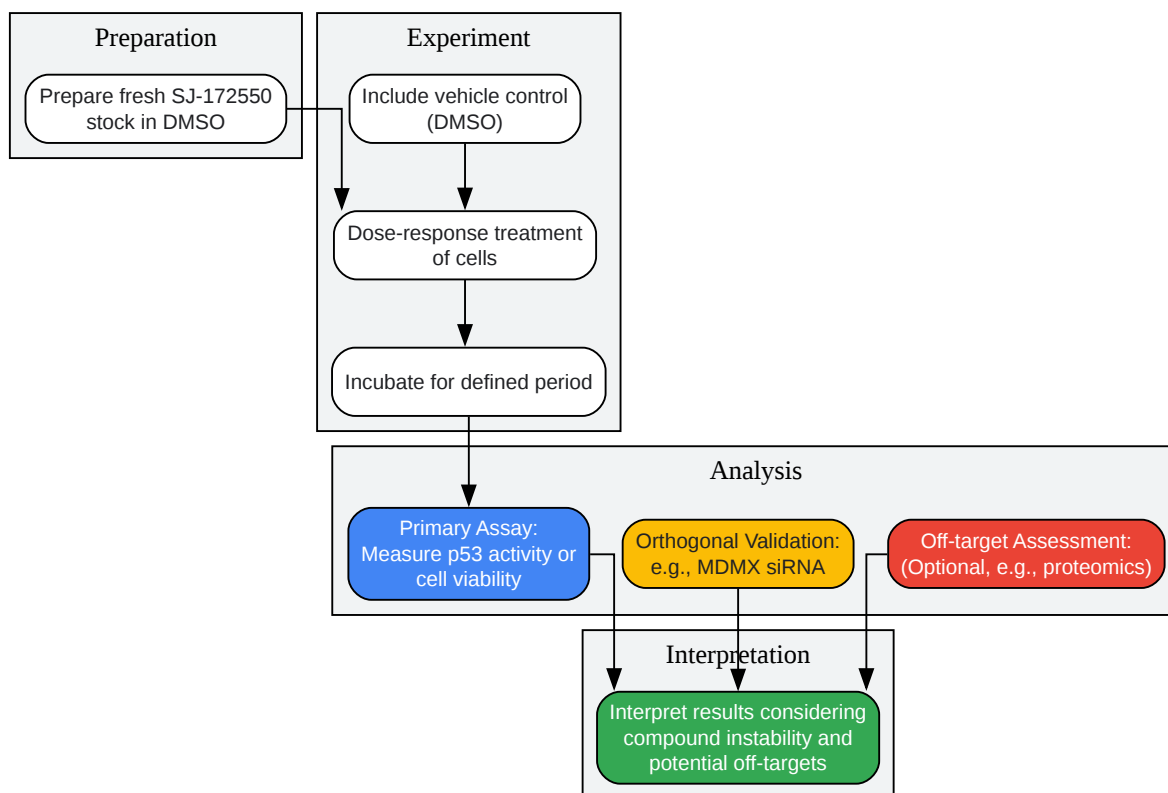 Preparation
Prepare fresh SJ-172550
stock in DMSO
Experiment
Include vehicle control
(DMSO)
Dose-response treatment
of cells
Incubate for defined period
Analysis
Primary Assay:
Measure p53 activity or
cell viability
Orthogonal Validation:
e.g., MDMX siRNA
Off-target Assessment:
(Optional, e.g., proteomics)
Interpretation
Interpret results considering
compound instability and
potential off-targets